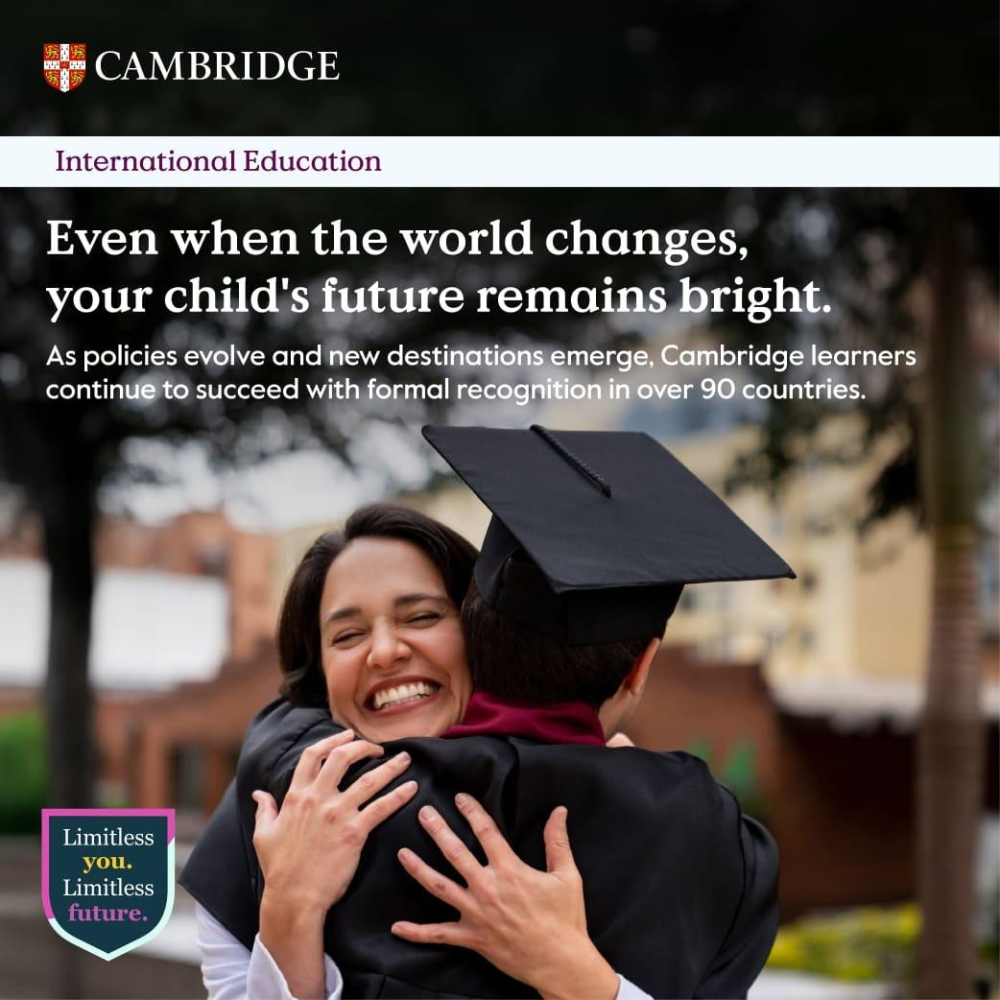 CAMBRIDGE
International Education
Even when the world changes,
your child's future remains bright.
As policies evolve and new destinations emerge, Cambridge learners
continue to succeed with formal recognition in over 90 countries.
Limitless
you.
Limitless
future.